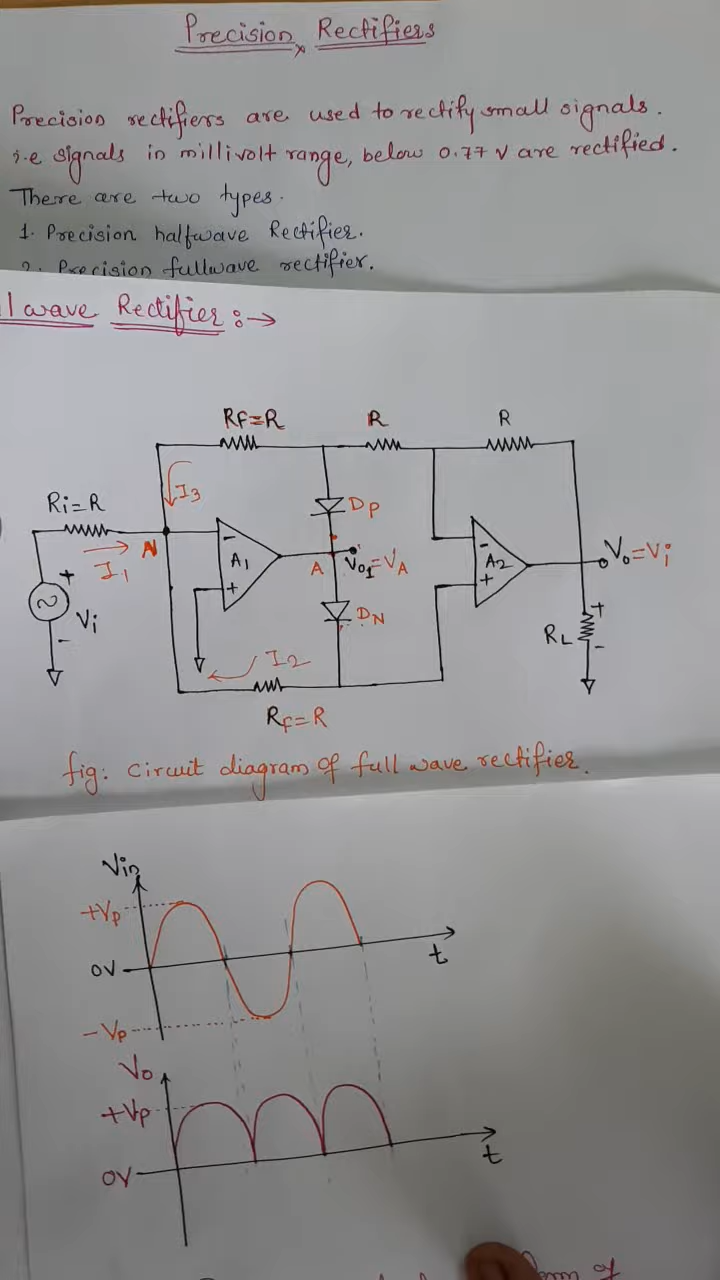 Precision Rectifiers
Precision rectifiers are used to rectify small signals.
i.e signals in millivolt range, below 0.77 V are rectified.
There are two types.
1. Precision halfwave Rectifier.
2. Precision fullwave rectifier.
l wave Rectifier :→
RF=R
R
R
Ri=R
I3
DP
N
I1
-
A1
+
A
Vo1=VA
-
A2
+
Vo=Vi
+
Vi
-
DN
RL
+
-
I2
RF=R
fig: Circuit diagram of full wave rectifier.
Vin
+Vp
0V
t
-Vp
Vo
+Vp
0V
t
of